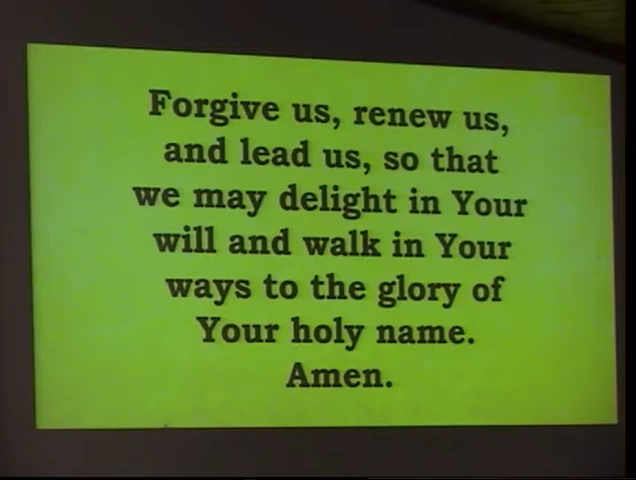 Forgive us, renew us,
and lead us, so that
we may delight in Your
will and walk in Your
ways to the glory of
Your holy name.
Amen.